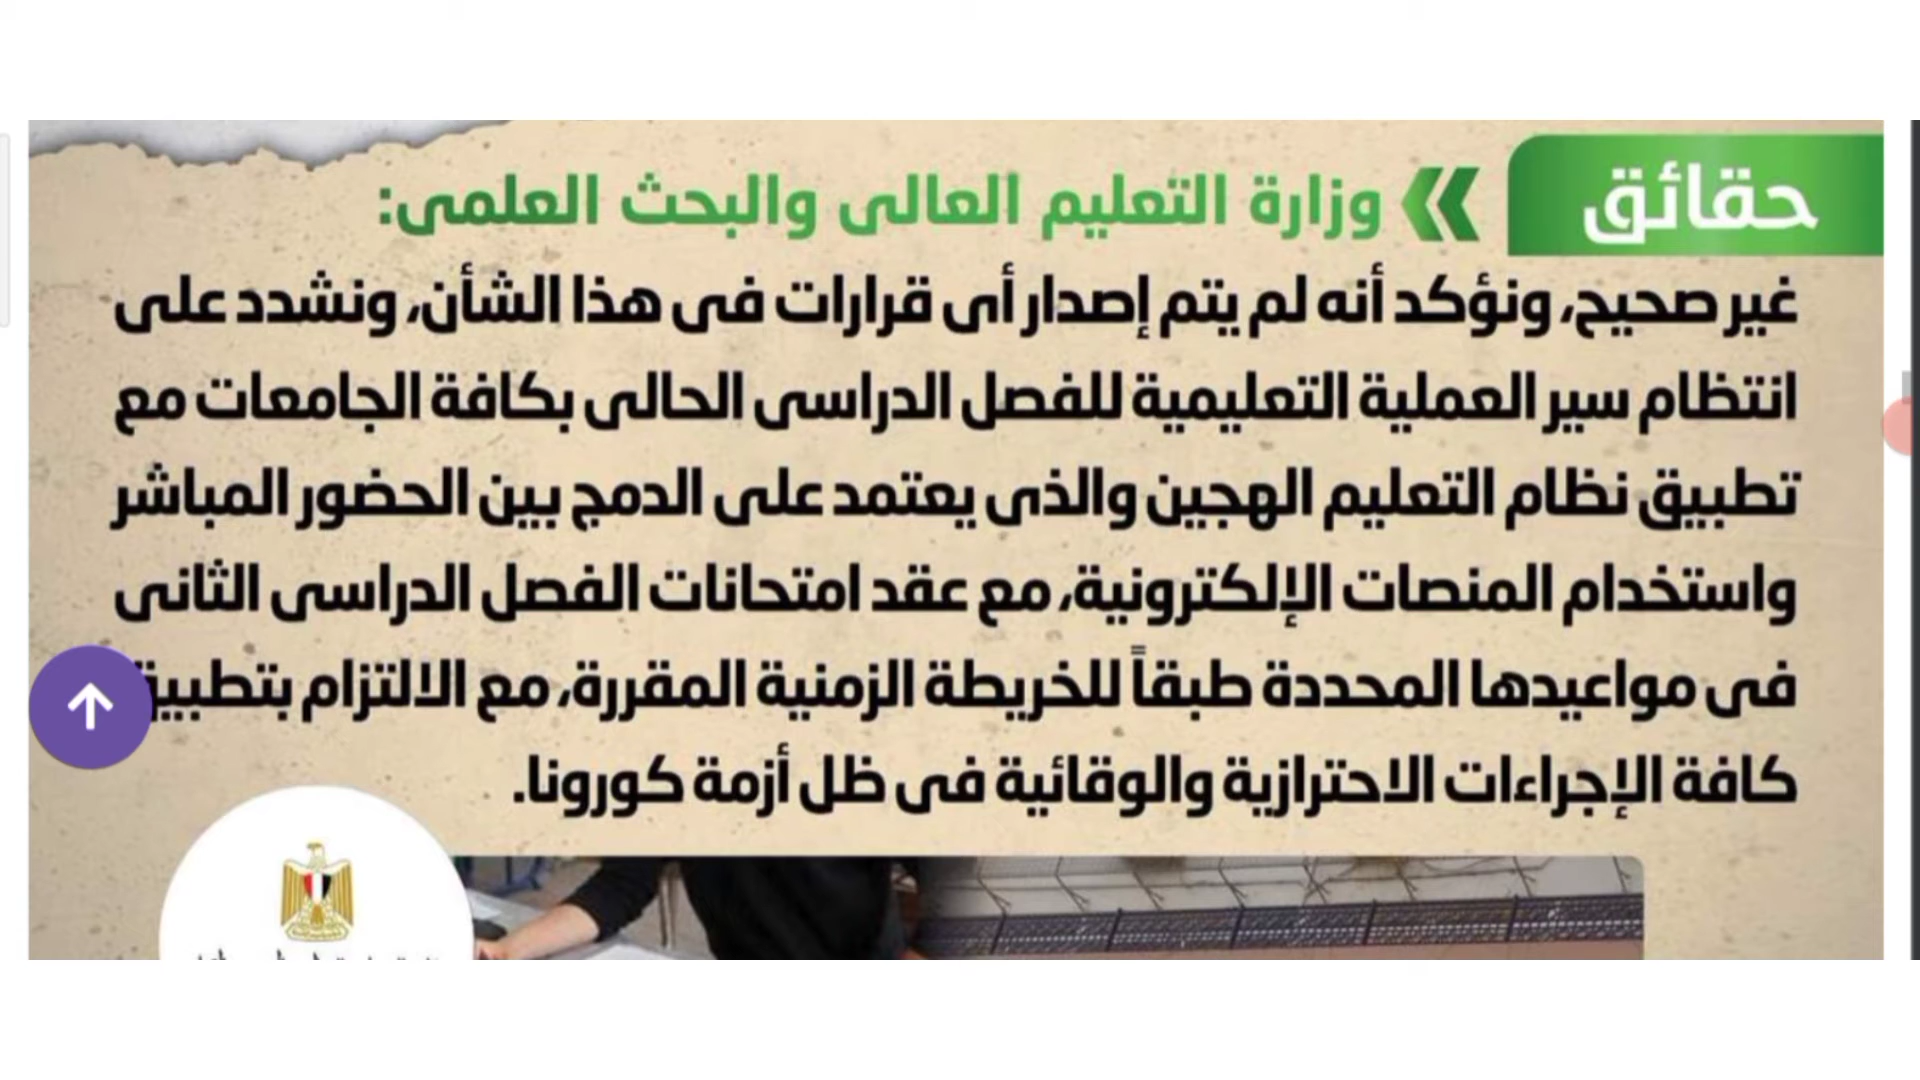 حقائق
وزارة التعليم العالى والبحث العلمى:
غير صحيح، ونؤكد أنه لم يتم إصدار أى قرارات فى هذا الشأن، ونشدد على
انتظام سير العملية التعليمية للفصل الدراسى الحالى بكافة الجامعات مع
تطبيق نظام التعليم الهجين والذى يعتمد على الدمج بين الحضور المباشر
واستخدام المنصات الإلكترونية، مع عقد امتحانات الفصل الدراسى الثانى
فى مواعيدها المحددة طبقاً للخريطة الزمنية المقررة، مع الالتزام بتطبيق
كافة الإجراءات الاحترازية والوقائية فى ظل أزمة كورونا.